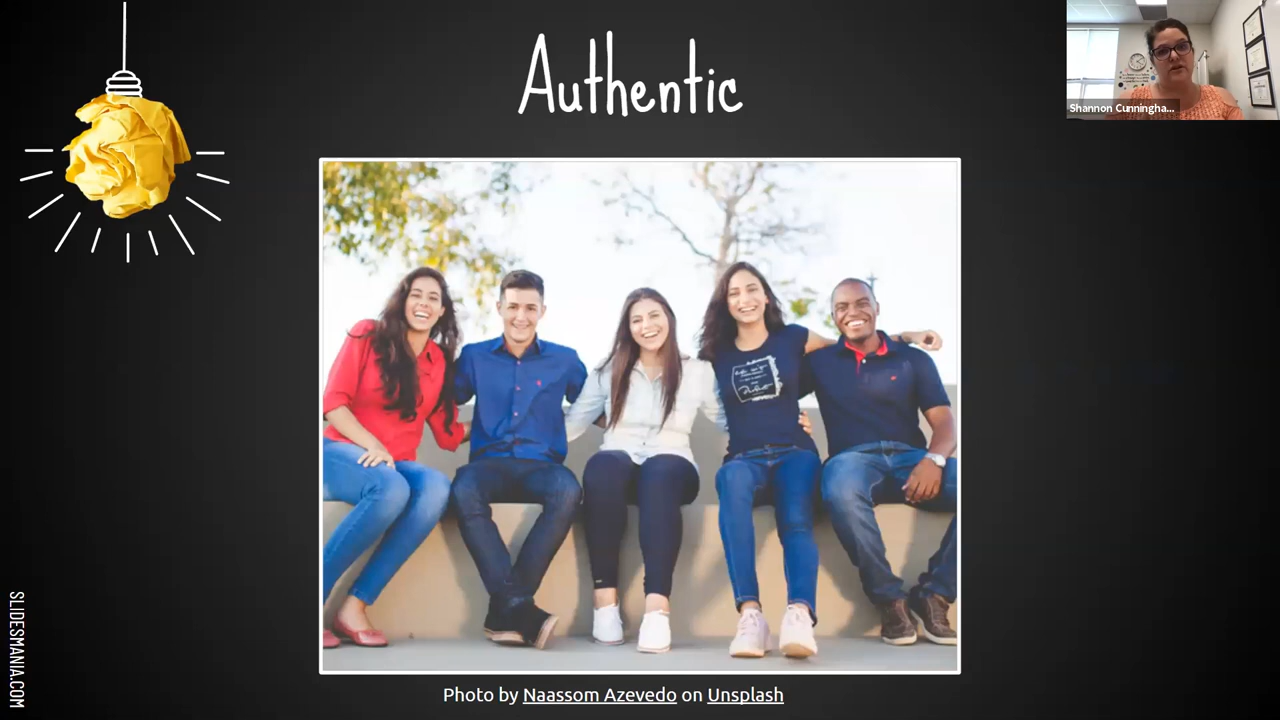 Authentic
Shannon Cunningha...
Photo by Naassom Azevedo on Unsplash
SLIDESMANIA.COM